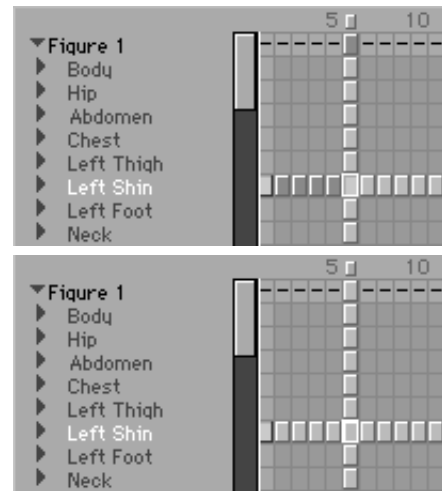 5 10
Figure 1
Body
Hip
Abdomen
Chest
Left Thigh
Left Shin
Left Foot
Neck
5 10
Figure 1
Body
Hip
Abdomen
Chest
Left Thigh
Left Shin
Left Foot
Neck